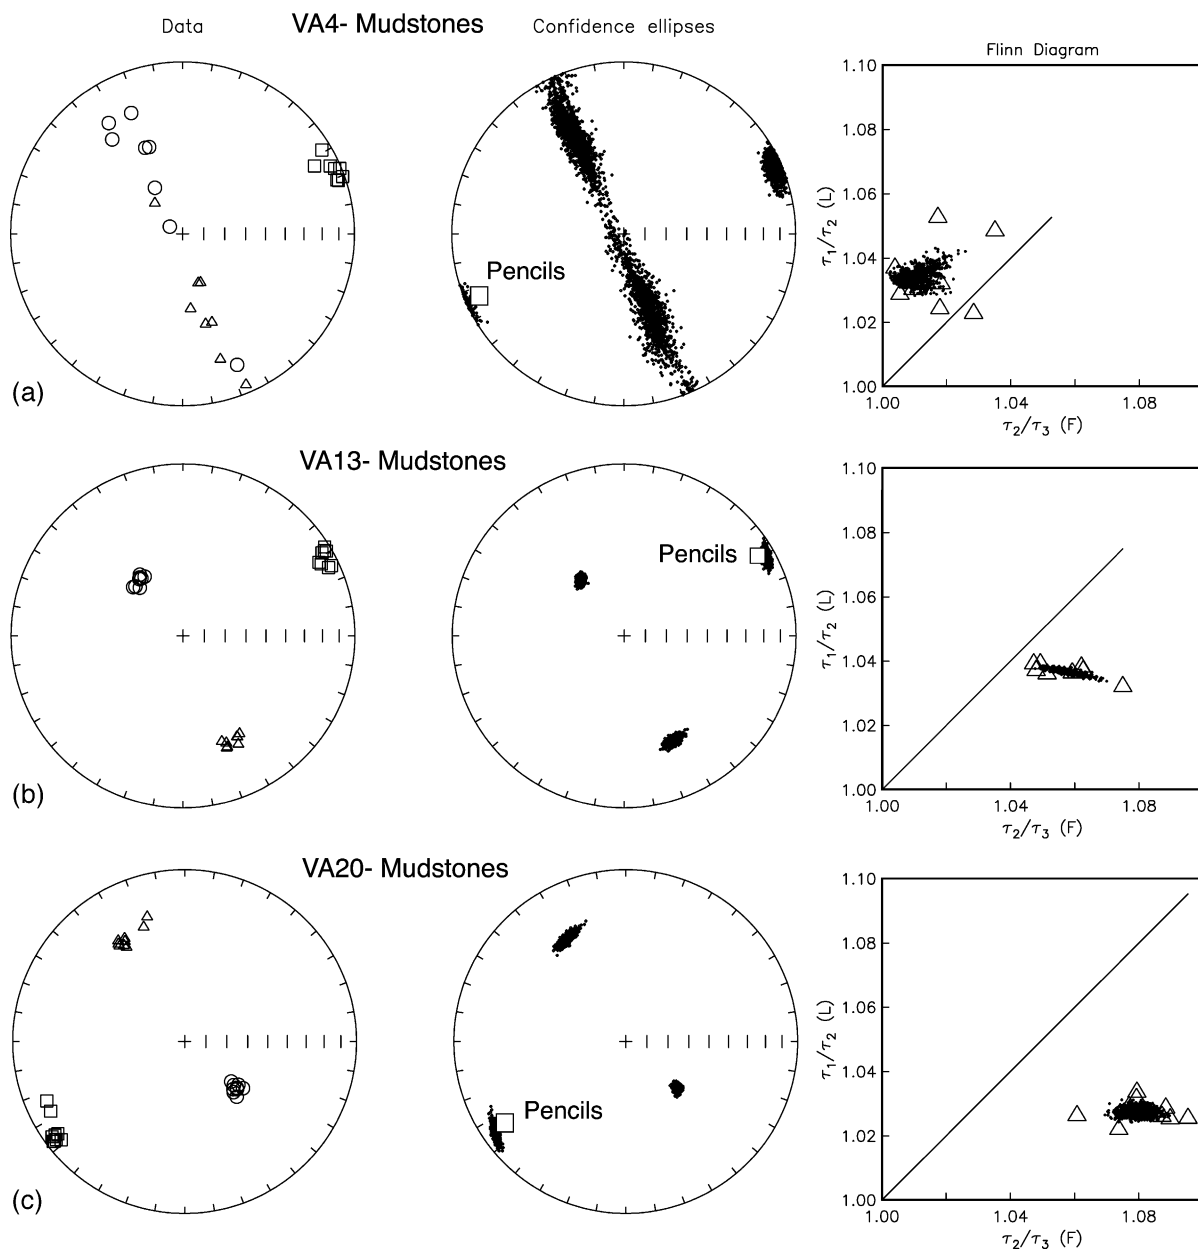 VA4- Mudstones
Data
Confidence ellipses
Flinn Diagram
Pencils
(a)
1.10
1.08
1.06
1.04
1.02
1.00
τ1/τ2 (L)
1.00 1.04 1.08
τ2/τ3 (F)
VA13- Mudstones
Pencils
(b)
1.10
1.08
1.06
1.04
1.02
1.00
τ1/τ2 (L)
1.00 1.04 1.08
τ2/τ3 (F)
VA20- Mudstones
Pencils
(c)
1.10
1.08
1.06
1.04
1.02
1.00
τ1/τ2 (L)
1.00 1.04 1.08
τ2/τ3 (F)